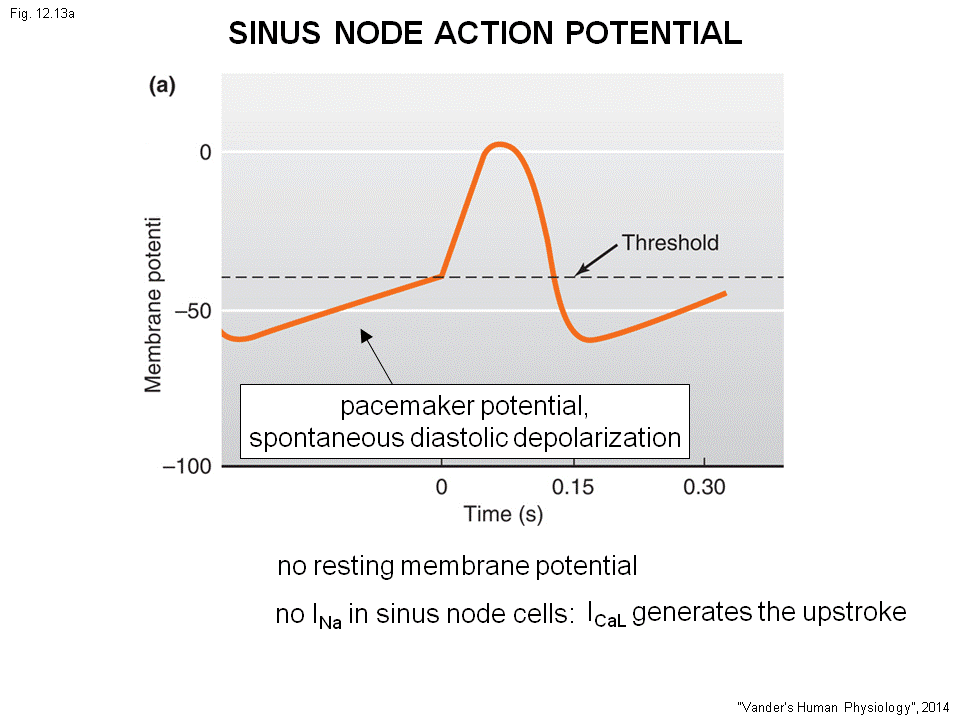 Fig. 12.13a
SINUS NODE ACTION POTENTIAL
(a)
0
Threshold
−50
Membrane potenti
pacemaker potential,
spontaneous diastolic depolarization
−100
0 0.15 0.30
Time (s)
no resting membrane potential
no INa in sinus node cells: ICaL generates the upstroke
"Vander's Human Physiology", 2014